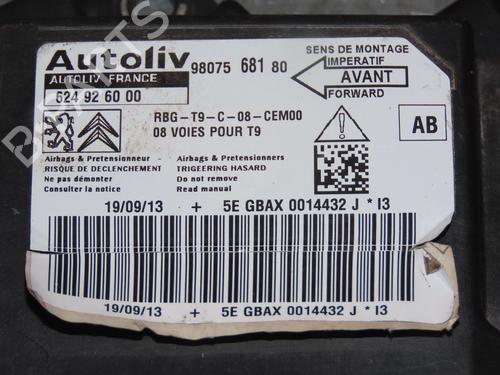 Autoliv
AUTOLIV FRANCE
624 92 60 00
98075 681 80
SENS DE MONTAGE
IMPERATIF
AVANT
FORWARD
RBG-T9-C-08-CEM00
08 VOIES POUR T9
AB
Airbags & Pretensionneur
RISQUE DE DECLENCHEMENT
Ne pas démonter
Consulter la notice
Airbags & Pretensionner
TRIGEERING HASARD
Do not remove
Read manual
19/09/13 + 5E GBAX 0014432 J * I3
19/09/13 + 5E GBAX 0014432 J * I3